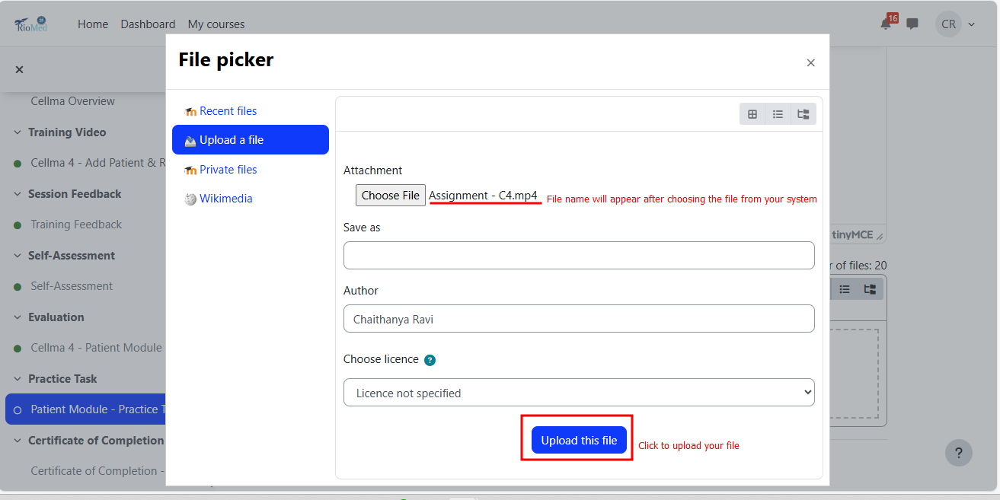 RioMed
Home Dashboard My courses
16
CR
File picker
Cellma Overview
Training Video
Cellma 4 - Add Patient & R
Session Feedback
Training Feedback
Self-Assessment
Self-Assessment
Evaluation
Cellma 4 - Patient Module
Practice Task
Patient Module - Practice T
Certificate of Completion
Certificate of Completion -
Recent files
Upload a file
Private files
Wikimedia
Attachment
Choose File Assignment - C4.mp4 File name will appear after choosing the file from your system
Save as
Author
Chaithanya Ravi
Choose licence ?
Licence not specified
Upload this file Click to upload your file
tinyMCE
r of files: 20
?